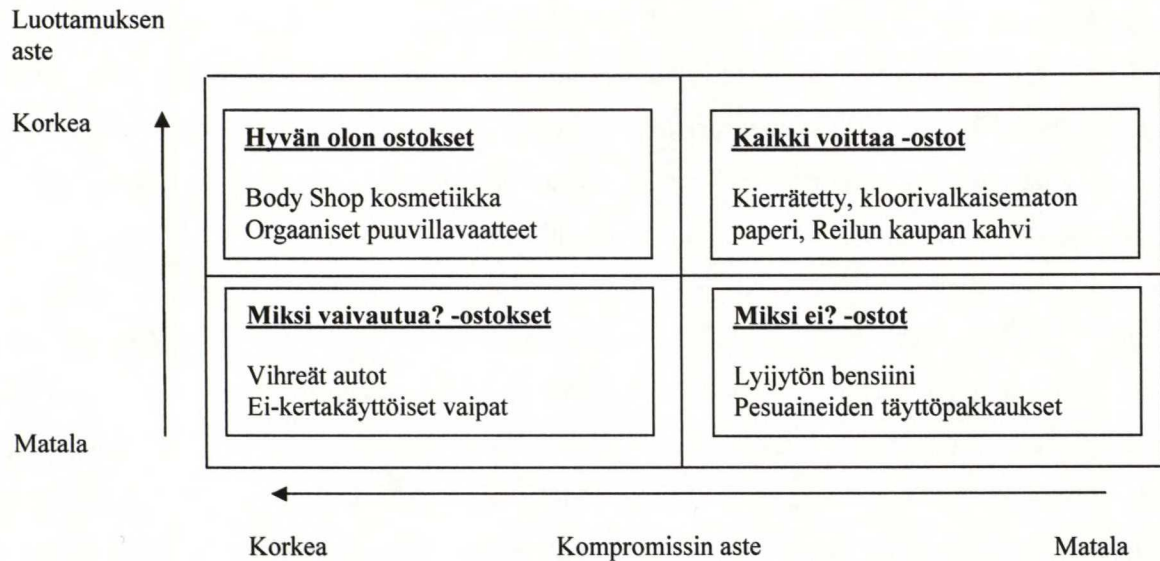 Luottamuksen
aste
Korkea
Hyvän olon ostokset
Body Shop kosmetiikka
Orgaaniset puuvillavaatteet
Kaikki voittaa -ostot
Kierrätetty, kloorivalkaisematon
paperi, Reilun kaupan kahvi
Miksi vaivautua? -ostokset
Vihreät autot
Ei-kertakäyttöiset vaipat
Miksi ei? -ostot
Lyijytön bensiini
Pesuaineiden täyttöpakkaukset
Matala
Korkea
Kompromissin aste
Matala